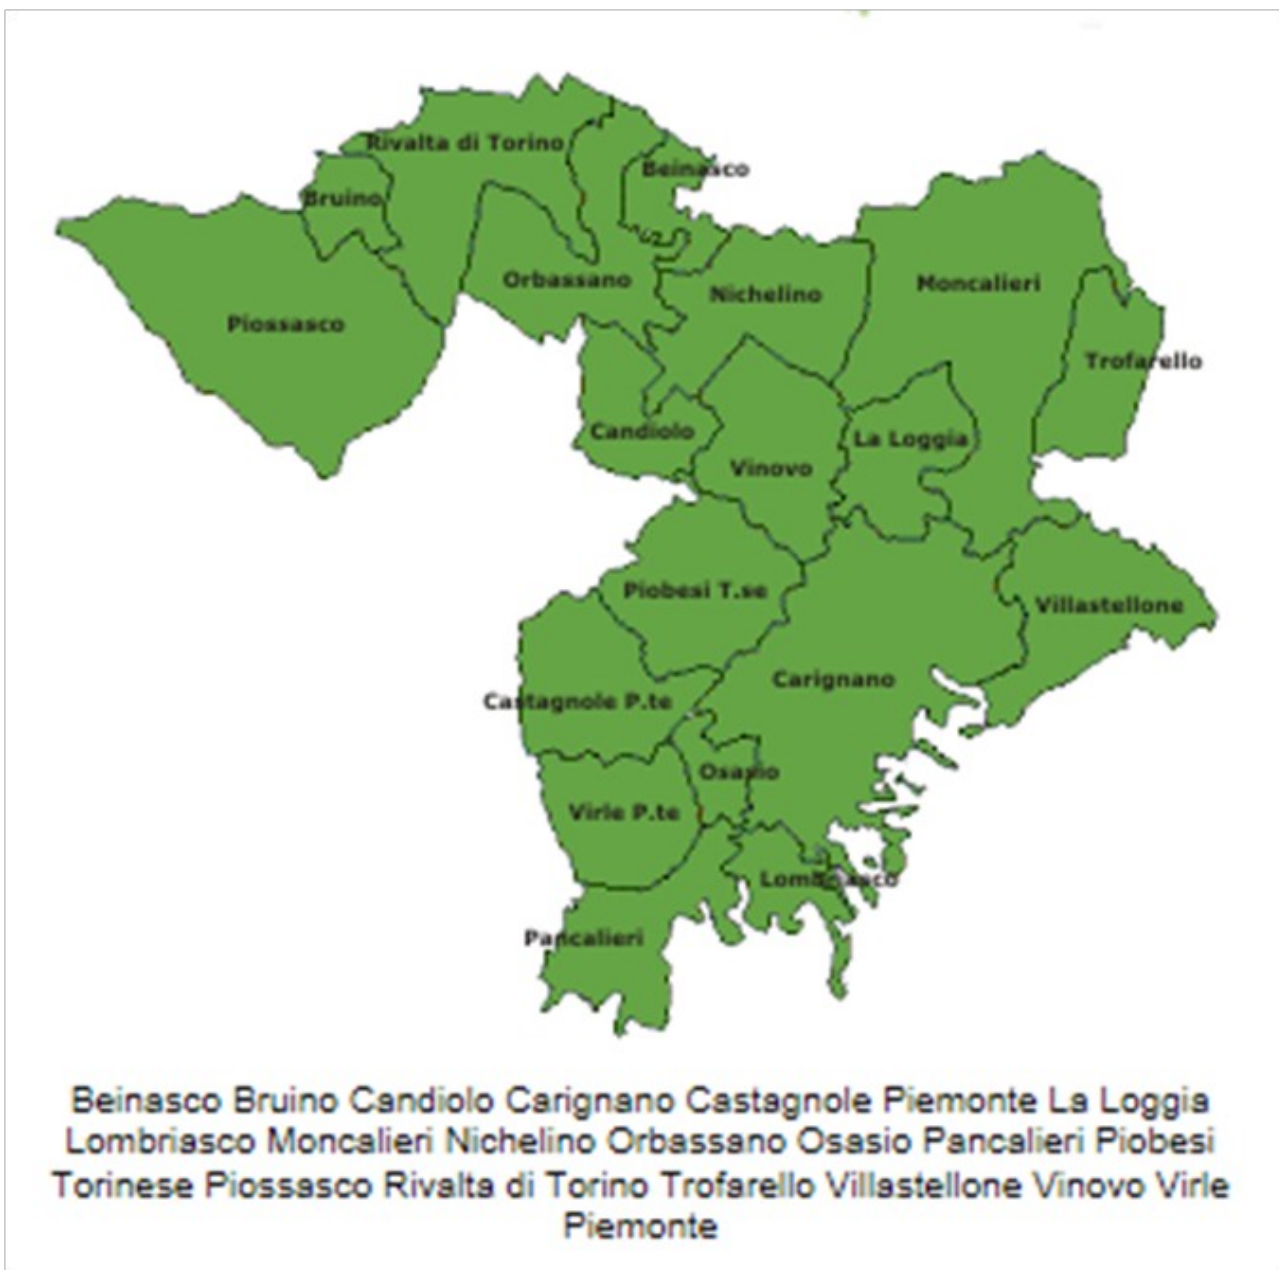 Rivalta di Torino
Beinasco
Bruino
Orbassano
Nichelino
Moncalieri
Piossasco
Trofarello
Candiolo
La Loggia
Vinovo
Piobesi T.se
Villastellone
Carignano
Castagnole P.te
Osasio
Virle P.te
Lombriasco
Pancalieri
Beinasco Bruino Candiolo Carignano Castagnole Piemonte La Loggia
Lombriasco Moncalieri Nichelino Orbassano Osasio Pancalieri Piobesi
Torinese Piossasco Rivalta di Torino Trofarello Villastellone Vinovo Virle
Piemonte